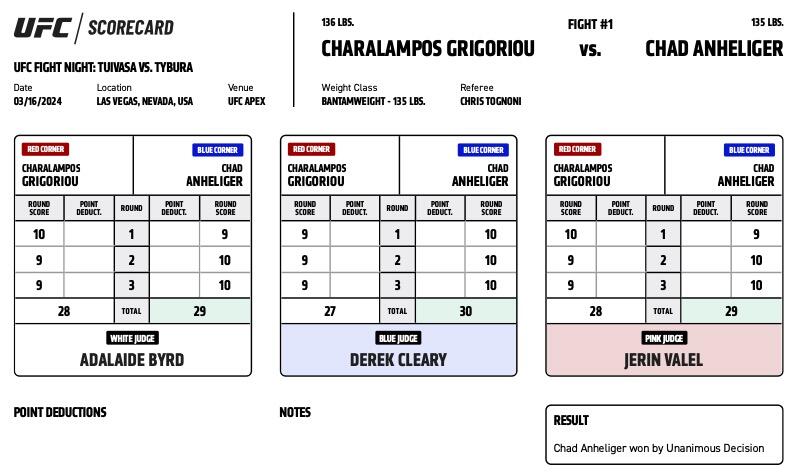 UFC SCORECARD
UFC FIGHT NIGHT: TUIVASA VS. TYBURA
Date Location Venue
03/16/2024 LAS VEGAS, NEVADA, USA UFC APEX
136 LBS. FIGHT #1 135 LBS.
CHARALAMPOS GRIGORIOU vs. CHAD ANHELIGER
Weight Class Referee
BANTAMWEIGHT - 135 LBS. CHRIS TOGNONI
RED CORNER BLUE CORNER
CHARALAMPOS CHAD
GRIGORIOU ANHELIGER
ROUND SCORE POINT DEDUCT. ROUND POINT DEDUCT. ROUND SCORE
10 1 9
9 2 10
9 3 10
28 TOTAL 29
WHITE JUDGE
ADALAIDE BYRD
RED CORNER BLUE CORNER
CHARALAMPOS CHAD
GRIGORIOU ANHELIGER
ROUND SCORE POINT DEDUCT. ROUND POINT DEDUCT. ROUND SCORE
9 1 10
9 2 10
9 3 10
27 TOTAL 30
BLUE JUDGE
DEREK CLEARY
RED CORNER BLUE CORNER
CHARALAMPOS CHAD
GRIGORIOU ANHELIGER
ROUND SCORE POINT DEDUCT. ROUND POINT DEDUCT. ROUND SCORE
10 1 9
9 2 10
9 3 10
28 TOTAL 29
PINK JUDGE
JERIN VALEL
POINT DEDUCTIONS
NOTES
RESULT
Chad Anheliger won by Unanimous Decision